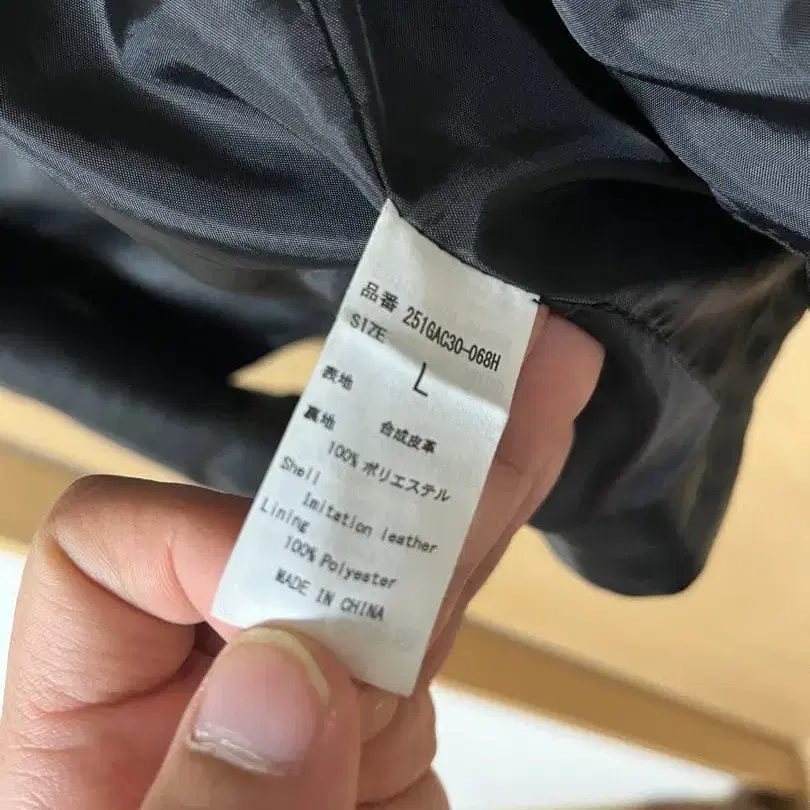 品番 251GAC30-068H
SIZE L
表地 合成皮革
裏地 100% ポリエステル
Shell
Imitation leather
Lining
100% Polyester
MADE IN CHINA